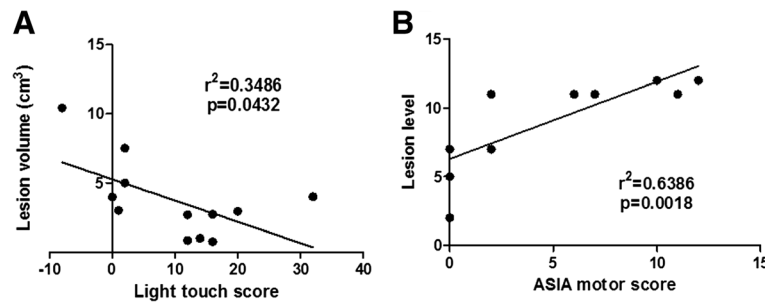 A
Lesion volume (cm³)
15
10
5
r²=0.3486
p=0.0432
-10 0 10 20 30 40
Light touch score
B
Lesion level
15
10
5
0
r²=0.6386
p=0.0018
0 5 10 15
ASIA motor score